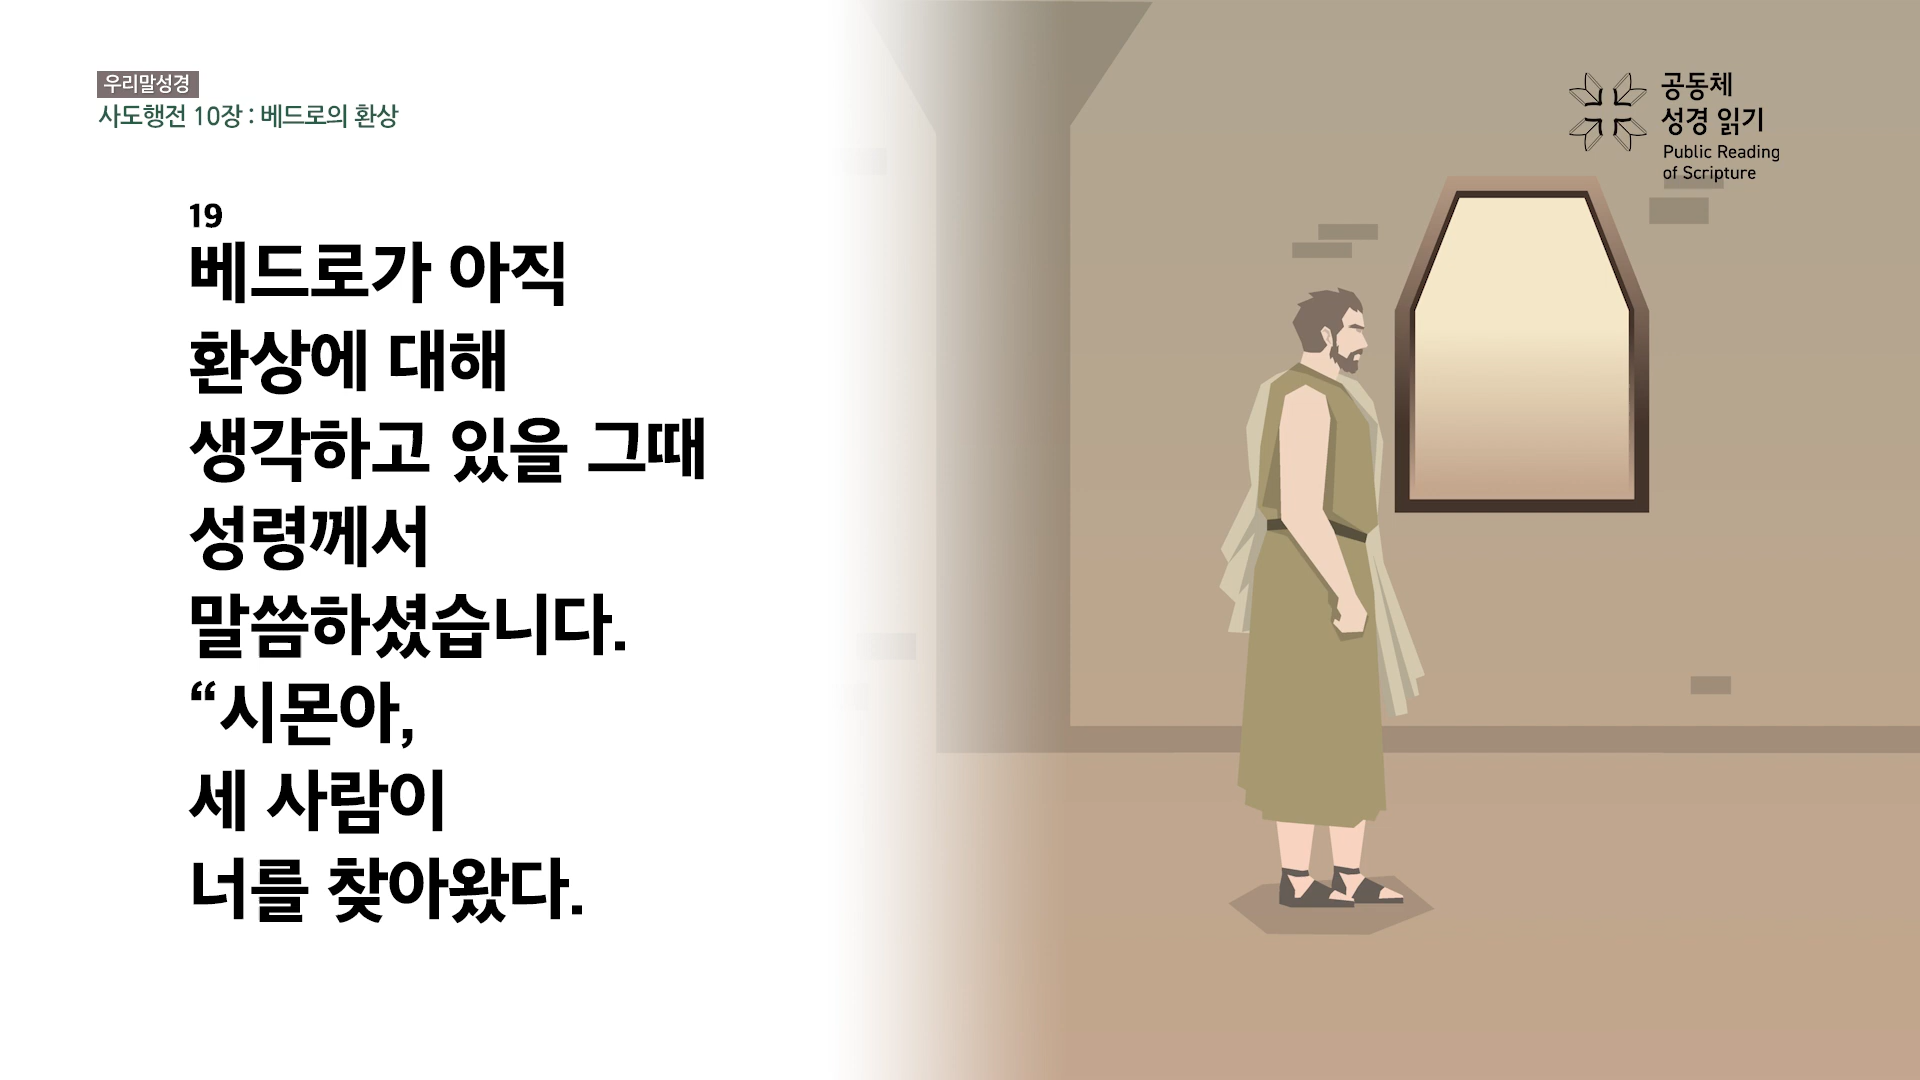 우리말성경
사도행전 10장 : 베드로의 환상
공동체
성경 읽기
Public Reading
of Scripture
19
베드로가 아직
환상에 대해
생각하고 있을 그때
성령께서
말씀하셨습니다.
“시몬아,
세 사람이
너를 찾아왔다.